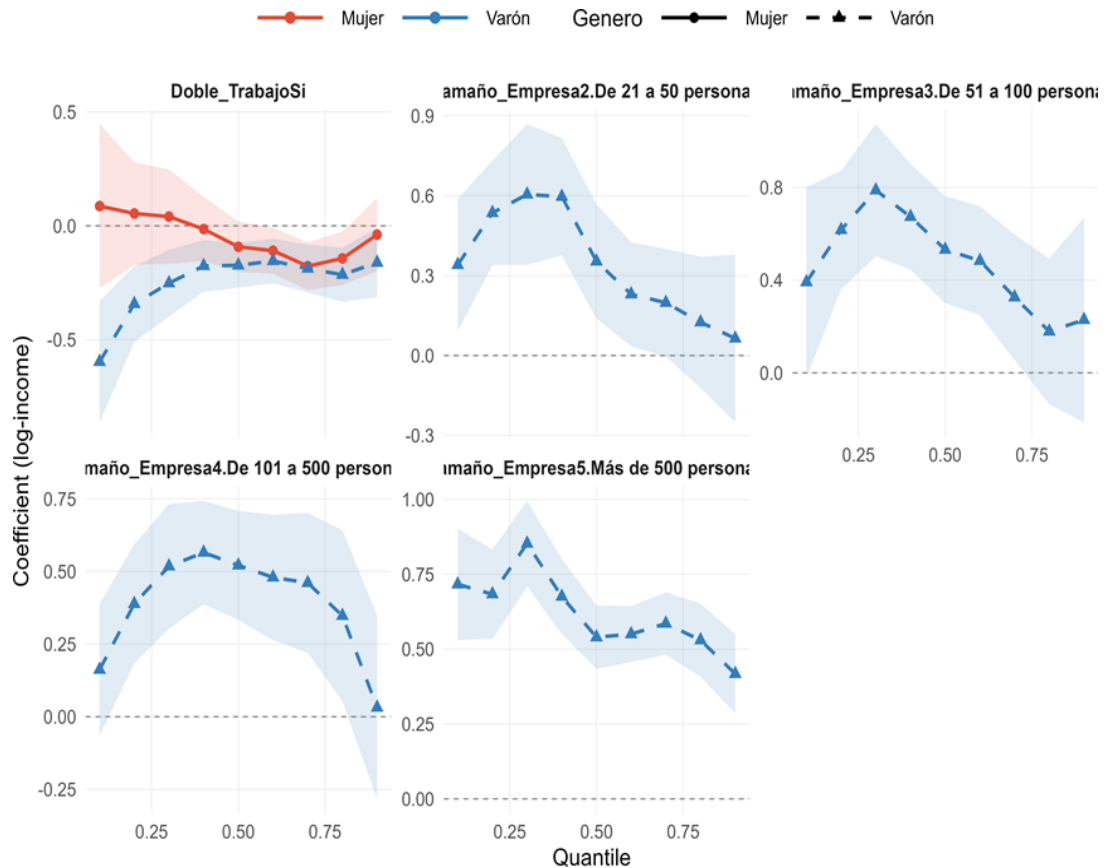 Mujer Varón Genero Mujer Varón
Doble_TrabajoSi
amaño_Empresa2.De 21 a 50 persona
amaño_Empresa3.De 51 a 100 persona
0.5
0.0
-0.5
0.9
0.6
0.3
0.0
-0.3
0.8
0.4
0.0
0.25 0.50 0.75
maño_Empresa4.De 101 a 500 person
amaño_Empresa5.Más de 500 persona
0.75
0.50
0.25
0.00
-0.25
0.25 0.50 0.75
1.00
0.75
0.50
0.25
0.00
0.25 0.50 0.75
Coefficient (log-income)
Quantile